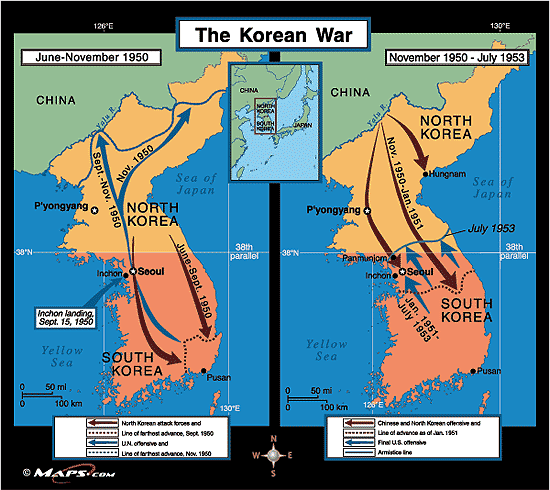 126°E
The Korean War
130°E
June-November 1950
November 1950 - July 1953
CHINA
Yalu R.
Sept.-Nov. 1950
Nov. 1950
Sea of
Japan
NORTH
KOREA
P'yongyang
38°N
38th
parallel
Inchon
Seoul
June-Sept. 1950
Inchon landing,
Sept. 15, 1950
Yellow
Sea
SOUTH
KOREA
Pusan
0 50 mi
0 100 km
130°E
North Korean attack forces and
Line of farthest advance, Sept. 1950
U.N. offensive and
Line of farthest advance, Nov. 1950
CHINA
NORTH
KOREA
SOUTH
KOREA
JAPAN
CHINA
Yalu R.
NORTH
KOREA
Hungnam
Nov. 1950-Jan. 1951
Sea of
Japan
P'yongyang
July 1953
38°N
38th
parallel
Panmunjom
Inchon
Seoul
SOUTH
KOREA
Jan. 1951-
July 1953
Yellow
Sea
Pusan
0 50 mi
0 100 km
126°E
Chinese and North Korean offensive and
Line of advance as of Jan. 1951
Final U.S. offensive
Armistice line
N
W E
S
© MAPS.COM